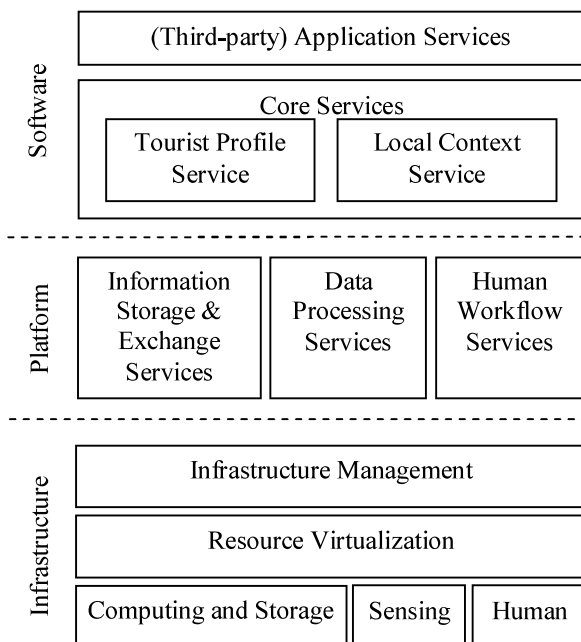 Software
(Third-party) Application Services
Core Services
Tourist Profile
Service
Local Context
Service
Platform
Information
Storage &
Exchange
Services
Data
Processing
Services
Human
Workflow
Services
Infrastructure
Infrastructure Management
Resource Virtualization
Computing and Storage
Sensing
Human